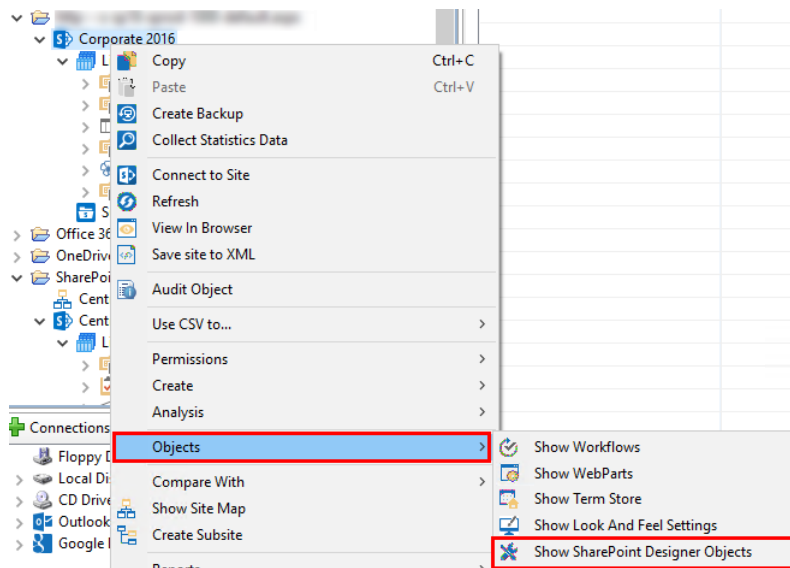 Corporate 2016
L
Copy Ctrl+C
Paste Ctrl+V
Create Backup
Collect Statistics Data
Connect to Site
Refresh
S
View In Browser
Office 36
OneDriv
Save site to XML
SharePoi
Audit Object
Cent
Cent
Use CSV to...
L
Permissions
Create
Analysis
Connections
Objects
Show Workflows
Floppy D
Local Di
Compare With
Show WebParts
CD Drive
Show Site Map
Show Term Store
Outlook
Create Subsite
Show Look And Feel Settings
Google
Show SharePoint Designer Objects